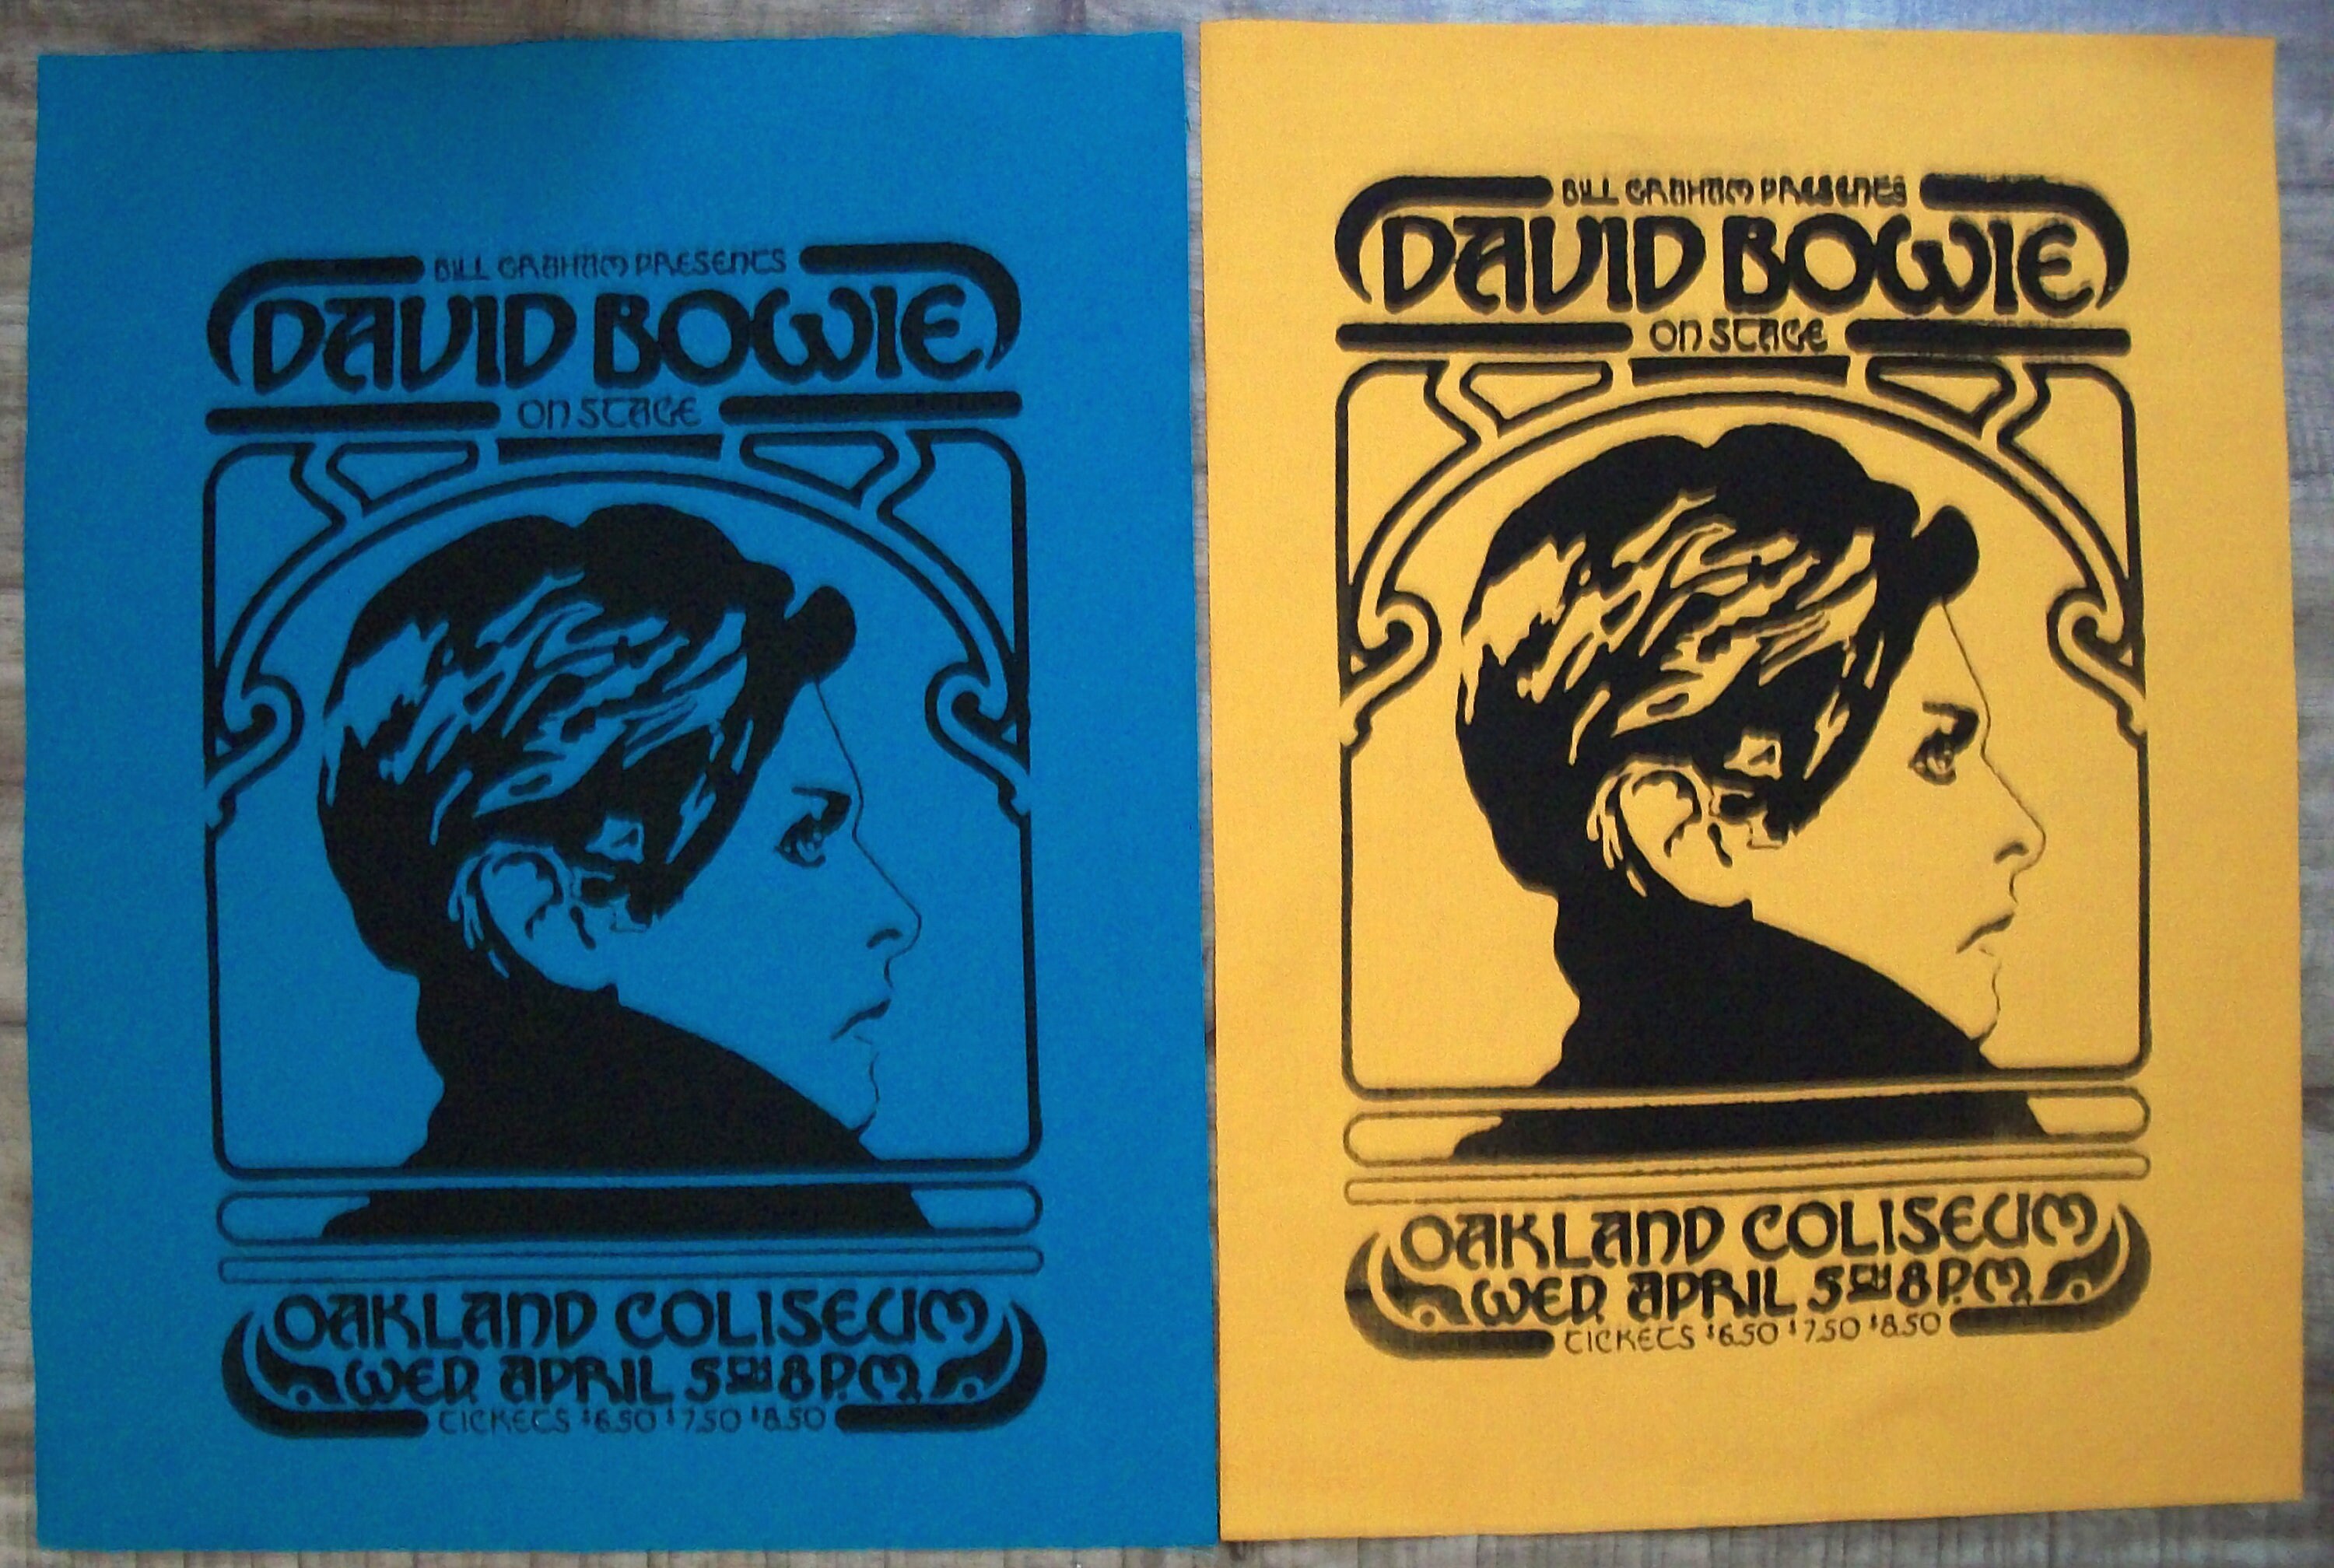 BILL GRAHAM PRESENTS
DAVID BOWIE
ON STAGE
OAKLAND COLISEUM
WED. APRIL 5TH 8 P.M.
TICKETS $6.50 $7.50 $8.50
BILL GRAHAM PRESENTS
DAVID BOWIE
ON STAGE
OAKLAND COLISEUM
WED. APRIL 5TH 8 P.M.
TICKETS $6.50 $7.50 $8.50